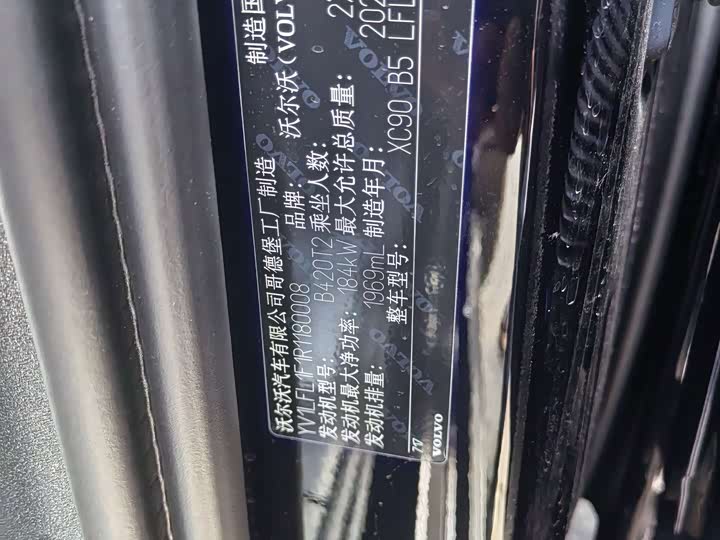 沃尔沃汽车有限公司哥德堡工厂制造 制造国
YV1LFL1F1R1180008 品牌: 沃尔沃(VOLV
发动机型号: B420T2 乘坐人数:
发动机最大净功率: 184kW 最大允许总质量: 2
发动机排量: 1969mL 制造年月: 202
整车型号: XC90 B5 LFL
717
VOLVO